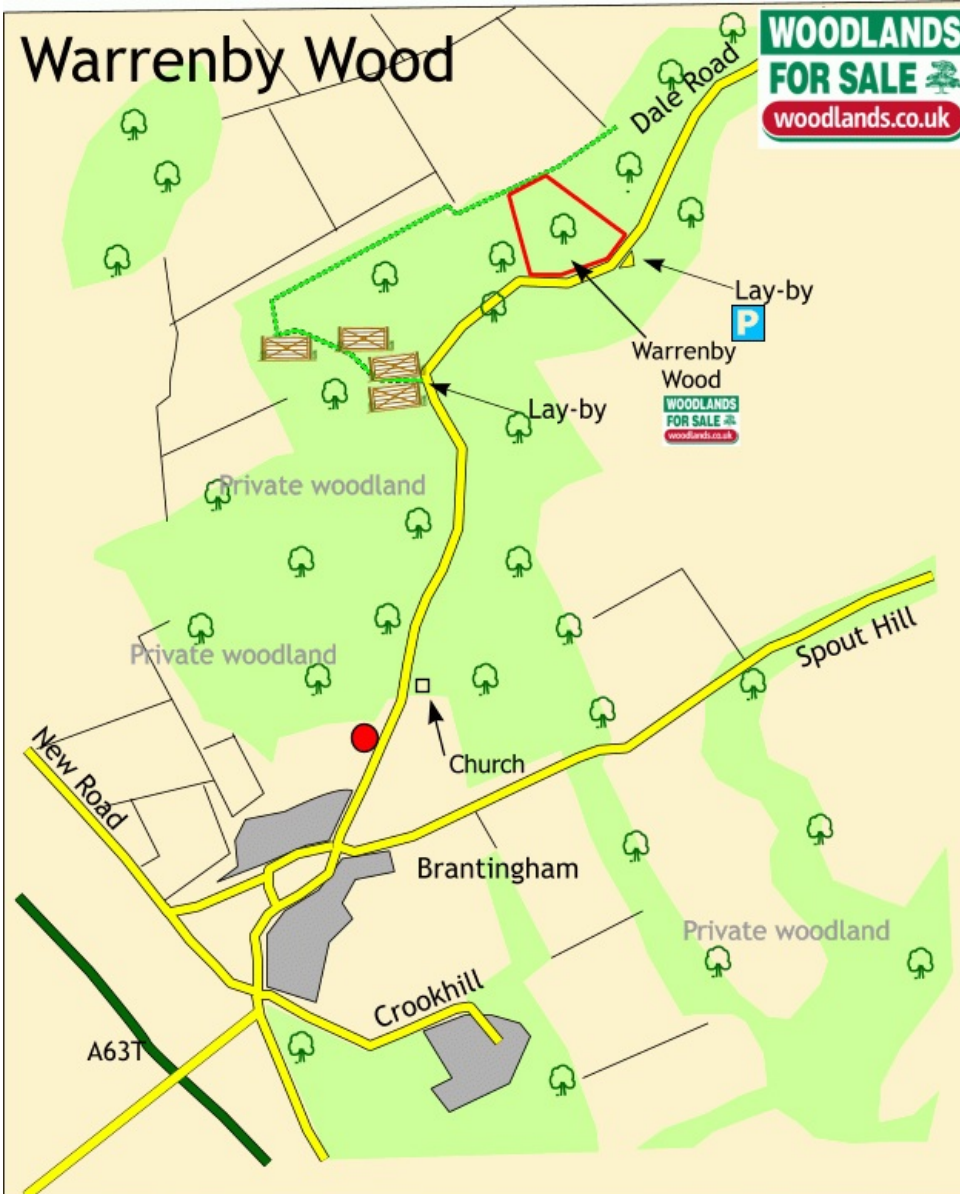 Warrenby Wood
WOODLANDS
FOR SALE
woodlands.co.uk
Dale Road
Lay-by
P
Warrenby
Wood
WOODLANDS
FOR SALE
woodlands.co.uk
Lay-by
Private woodland
Private woodland
Spout Hill
New Road
Church
Brantingham
Private woodland
Crookhill
A63T